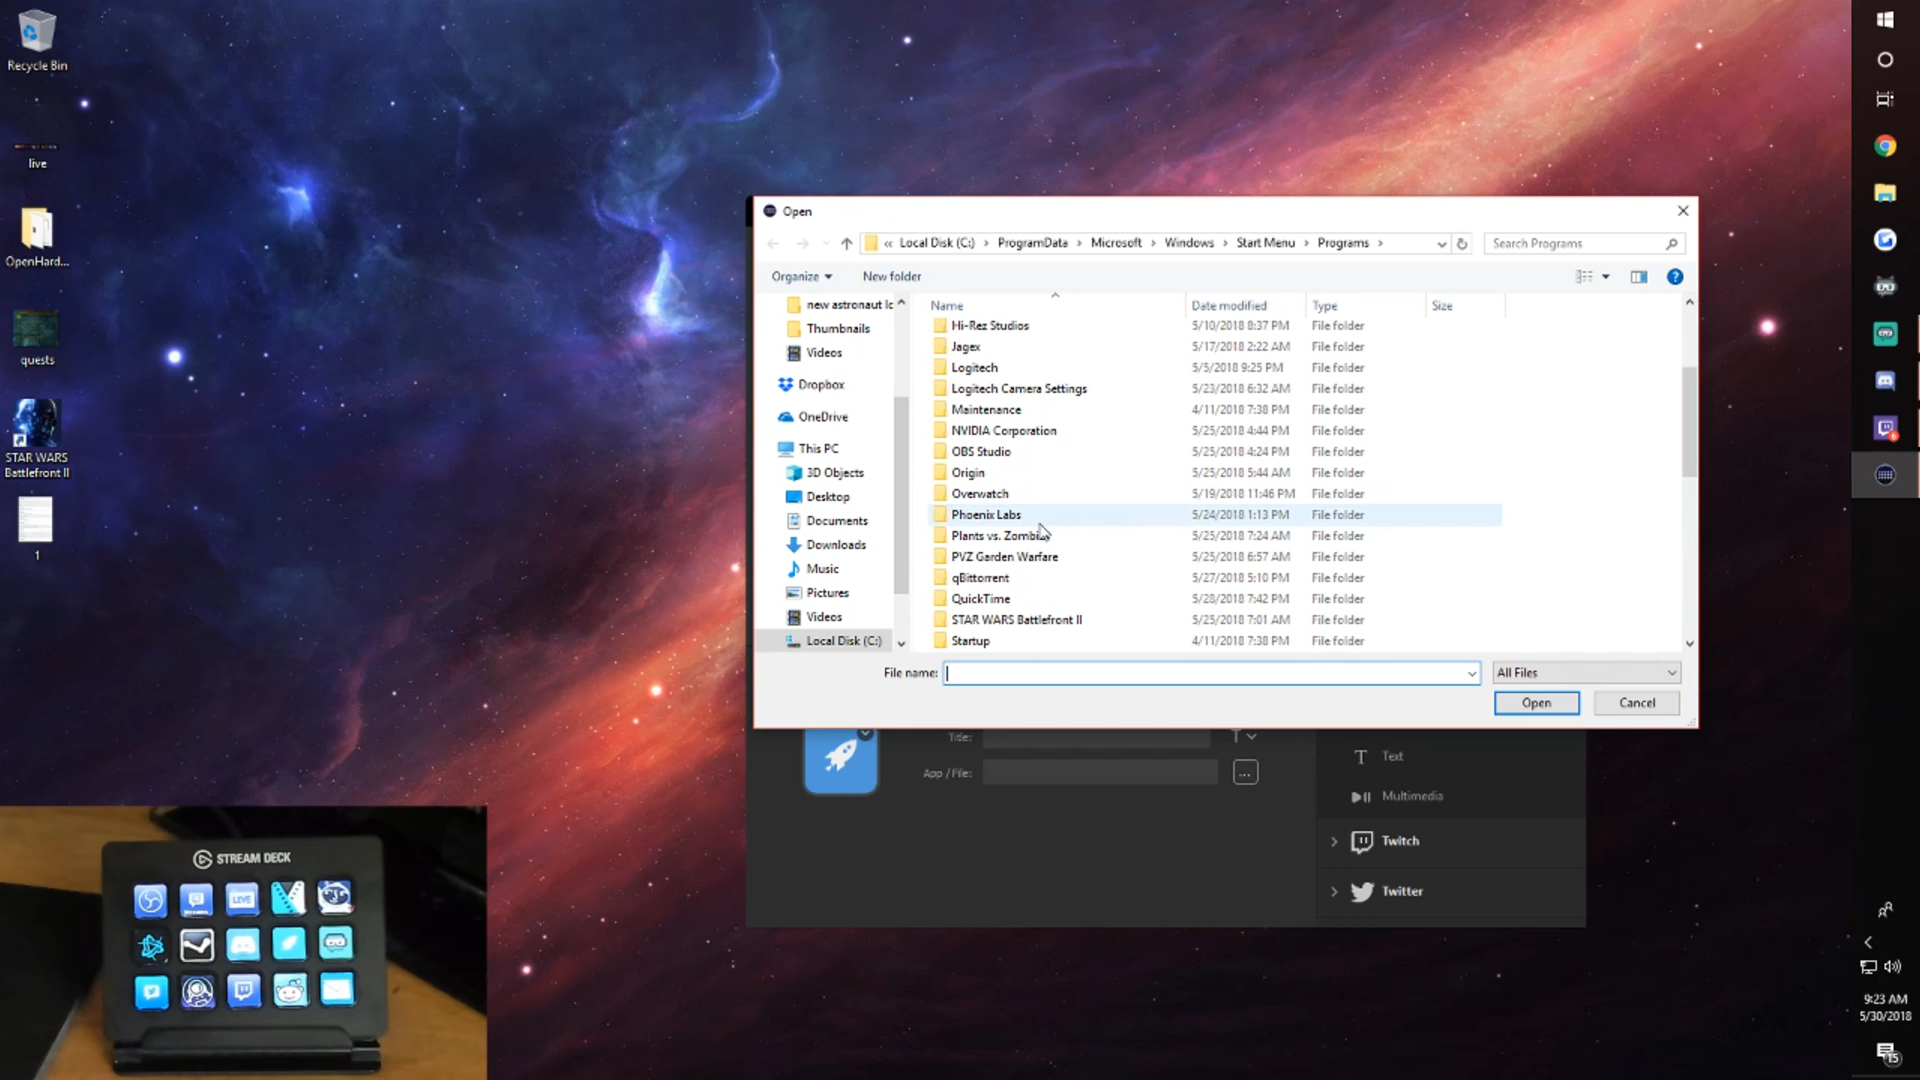 Recycle Bin
live
OpenHard...
quests
STAR WARS
Battlefront II
1
Open
« Local Disk (C:) > ProgramData > Microsoft > Windows > Start Menu > Programs >
Search Programs
Organize
New folder
Name
Date modified
Type
Size
new astronaut lc
Thumbnails
Videos
Dropbox
OneDrive
This PC
3D Objects
Desktop
Documents
Downloads
Music
Pictures
Videos
Local Disk (C:)
Hi-Rez Studios 5/10/2018 8:37 PM File folder
Jagex 5/17/2018 2:22 AM File folder
Logitech 5/5/2018 9:25 PM File folder
Logitech Camera Settings 5/23/2018 6:32 AM File folder
Maintenance 4/11/2018 7:38 PM File folder
NVIDIA Corporation 5/25/2018 4:44 PM File folder
OBS Studio 5/25/2018 4:24 PM File folder
Origin 5/25/2018 5:44 AM File folder
Overwatch 5/19/2018 11:46 PM File folder
Phoenix Labs 5/24/2018 1:13 PM File folder
Plants vs. Zombi 5/25/2018 7:24 AM File folder
PVZ Garden Warfare 5/25/2018 6:57 AM File folder
qBittorrent 5/27/2018 5:10 PM File folder
QuickTime 5/28/2018 7:42 PM File folder
STAR WARS Battlefront II 5/25/2018 7:01 AM File folder
Startup 4/11/2018 7:38 PM File folder
File name:
All Files
Open
Cancel
Title:
T
App / File:
...
T Text
Multimedia
Twitch
Twitter
STREAM DECK
LIVE
6
9:23 AM
5/30/2018
15